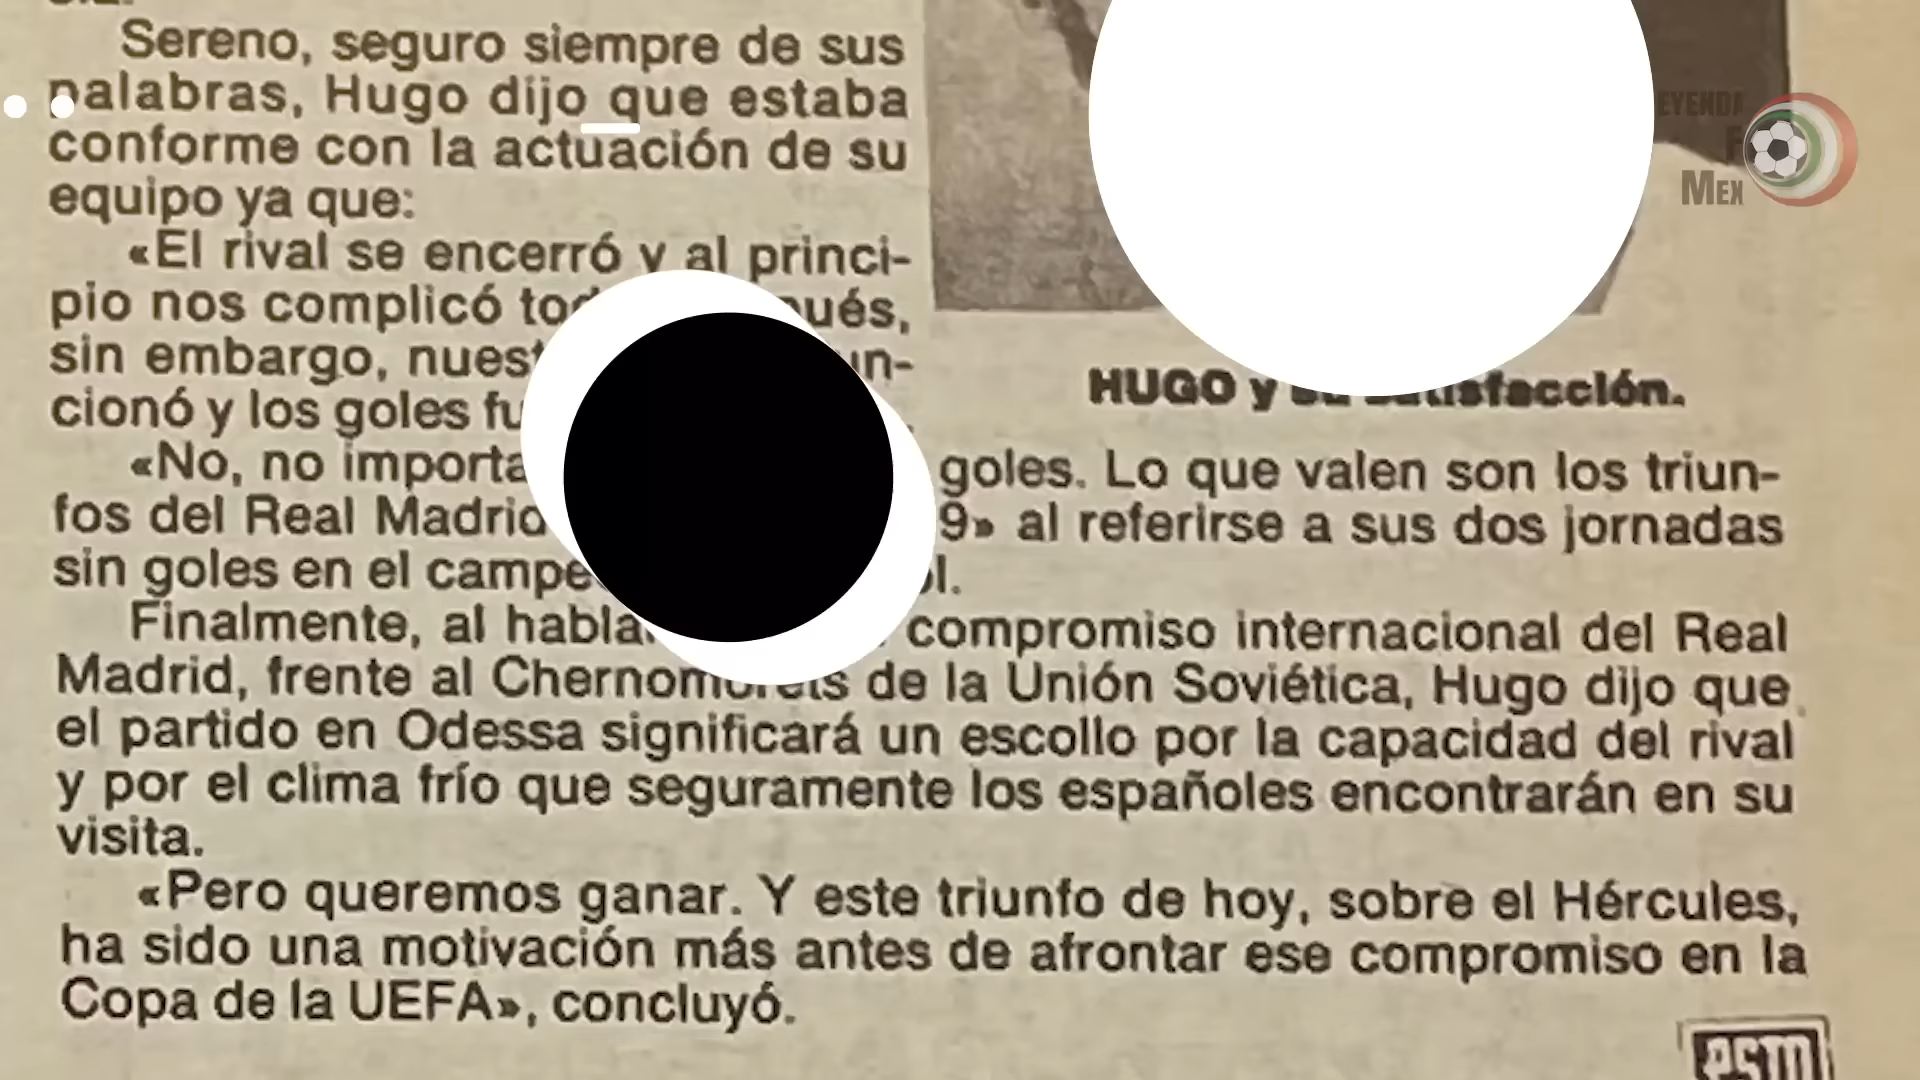 Sereno, seguro siempre de sus
palabras, Hugo dijo que estaba
conforme con la actuación de su
equipo ya que:
«El rival se encerró y al princi-
pio nos complicó
sin embargo,
cionó y los goles
«No, no goles. Lo que valen son los triun-
fos del Real Madrid 9» al referirse a sus dos jornadas
sin goles en el
Finalmente, al compromiso internacional del Real
Madrid, frente al Chernomorets de la Unión Soviética, Hugo dijo que
el partido en Odessa significará un escollo por la capacidad del rival
y por el clima frío que seguramente los españoles encontrarán en su
visita.
«Pero queremos ganar. Y este triunfo de hoy, sobre el Hércules,
ha sido una motivación más antes de afrontar ese compromiso en la
Copa de la UEFA», concluyó.
HUGO y su satisfacción.
MEX